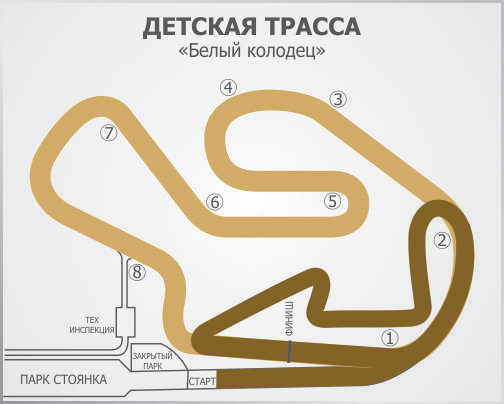 ДЕТСКАЯ ТРАССА
«Белый колодец»
4
3
7
6
5
2
8
ФИНИШ
ТЕХ
ИНСПЕКЦИЯ
1
ЗАКРЫТЫЙ
ПАРК
ПАРК СТОЯНКА
СТАРТ